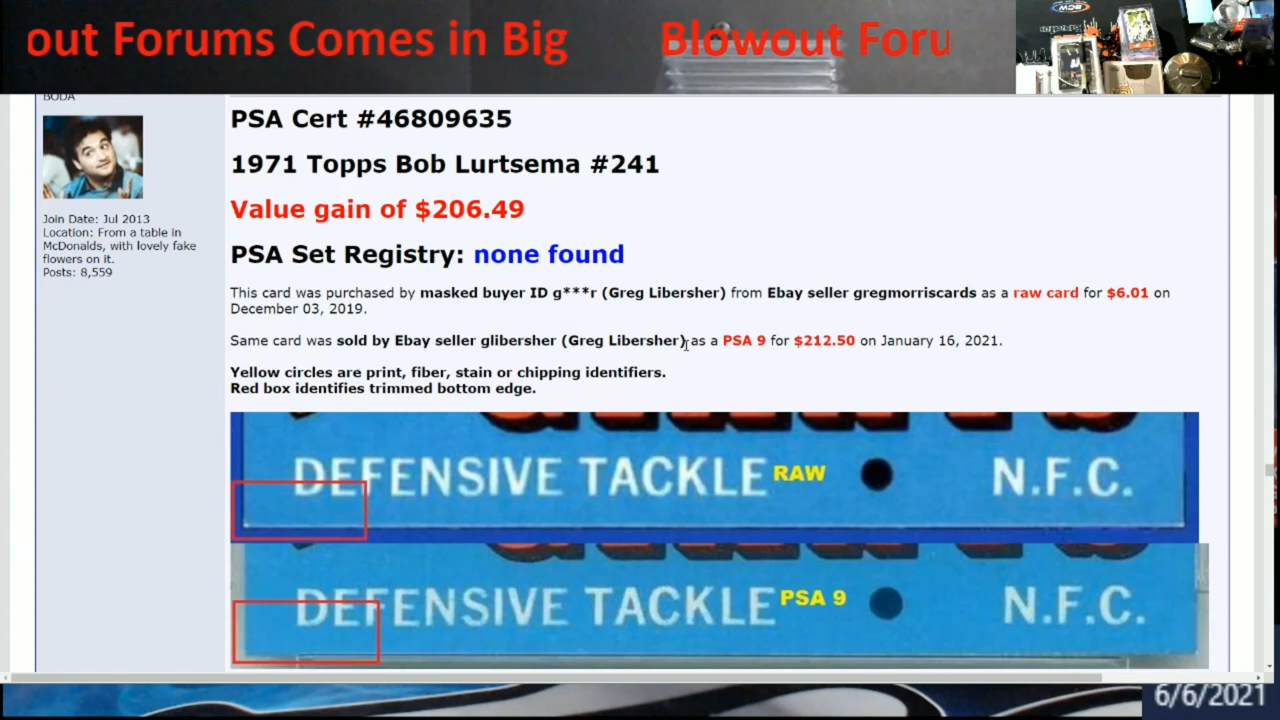 out Forums Comes in Big
Blowout Foru
BCW
BODA
PSA Cert #46809635
1971 Topps Bob Lurtsema #241
Value gain of $206.49
PSA Set Registry: none found
Join Date: Jul 2013
Location: From a table in
McDonalds, with lovely fake
flowers on it.
Posts: 8,559
This card was purchased by masked buyer ID g***r (Greg Libersher) from Ebay seller gregmorriscards as a raw card for $6.01 on
December 03, 2019.
Same card was sold by Ebay seller glibersher (Greg Libersher) as a PSA 9 for $212.50 on January 16, 2021.
Yellow circles are print, fiber, stain or chipping identifiers.
Red box identifies trimmed bottom edge.
DEFENSIVE TACKLE RAW N.F.C.
DEFENSIVE TACKLE PSA 9 N.F.C.
6/6/2021